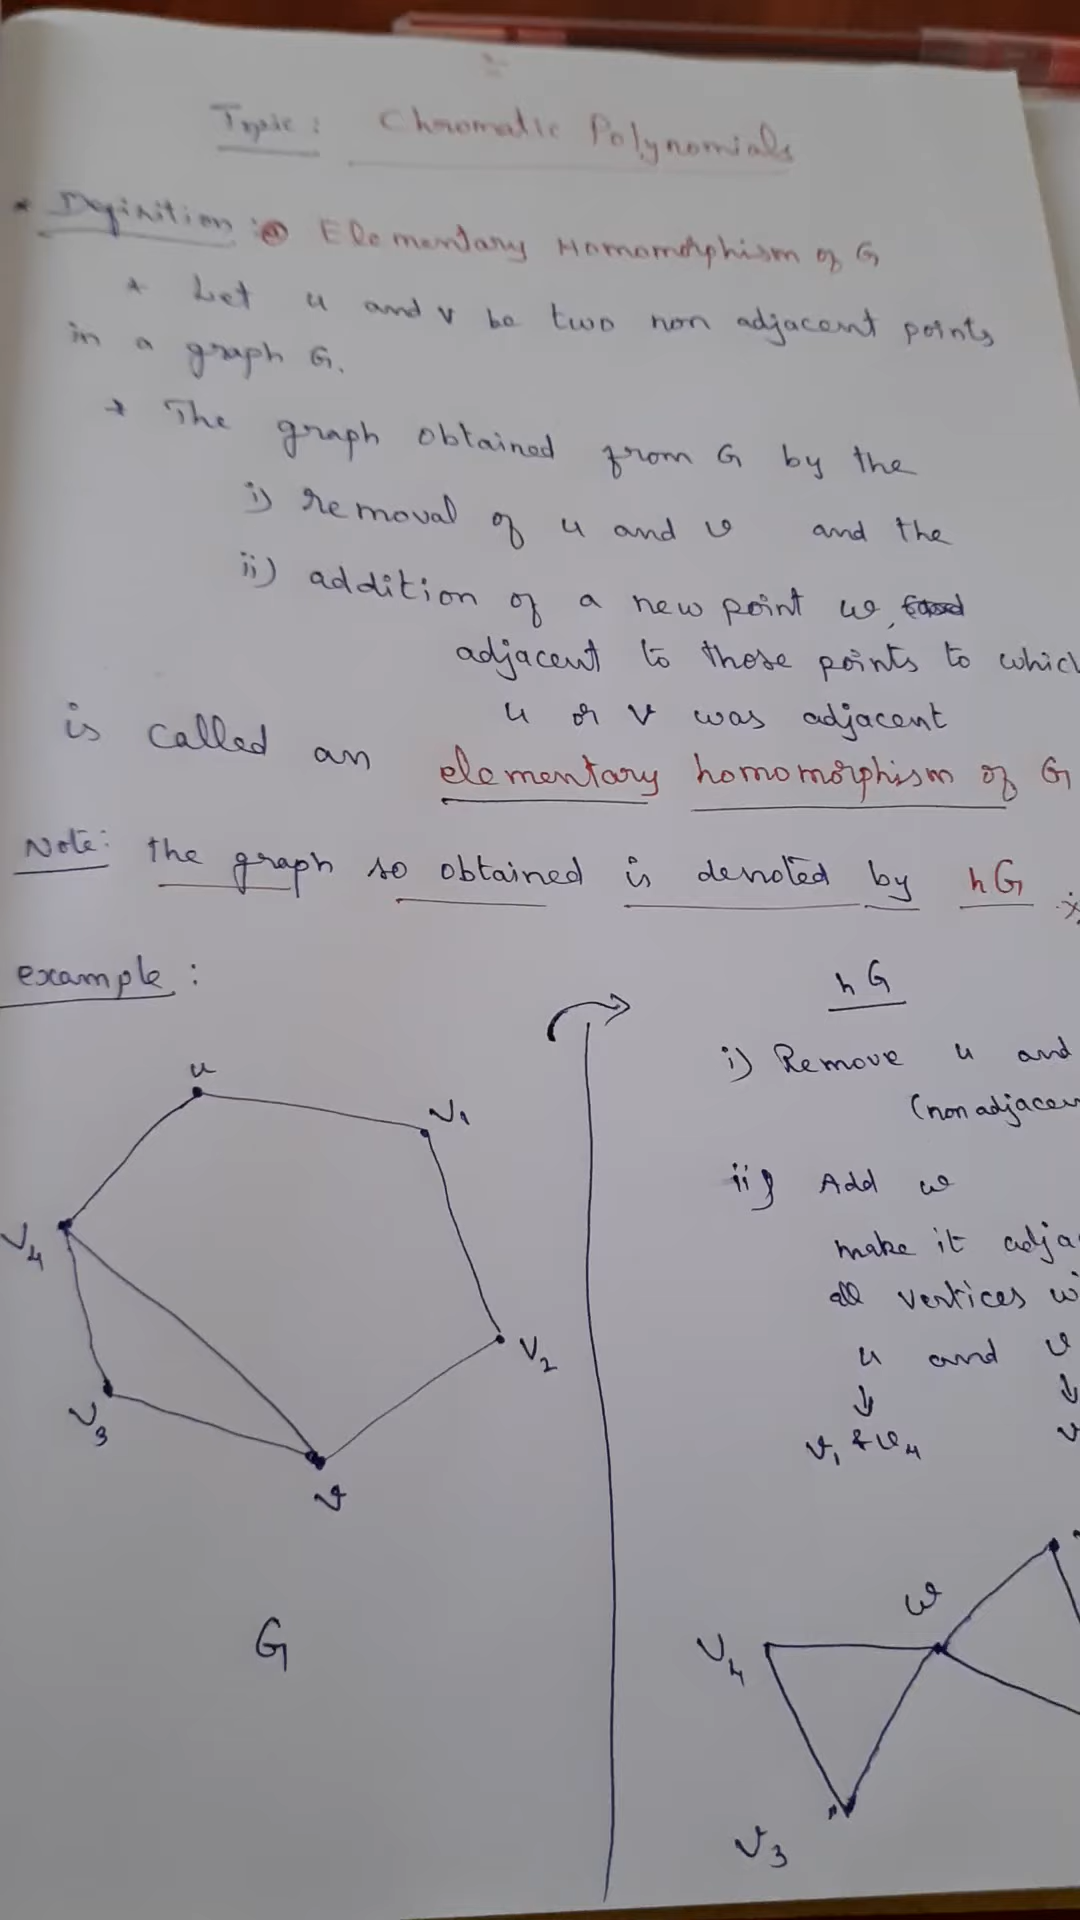 Topic: Chromatic Polynomials
* Definition: Elementary Homomorphism of G
* Let u and v be two non adjacent points
in a graph G.
* The graph obtained from G by the
i) removal of u and v and the
ii) addition of a new point w,
adjacent to those points to which
u or v was adjacent
is called an elementary homomorphism of G
Note: the graph so obtained is denoted by hG
example:
hG
i) Remove u and
(non adjacen
ii) Add w
make it adja
all vertices wi
u and v
↓ ↓
v₁ & v₄ v
u
V₁
V₄
V₂
V₃
v
G
w
V₄
V₃